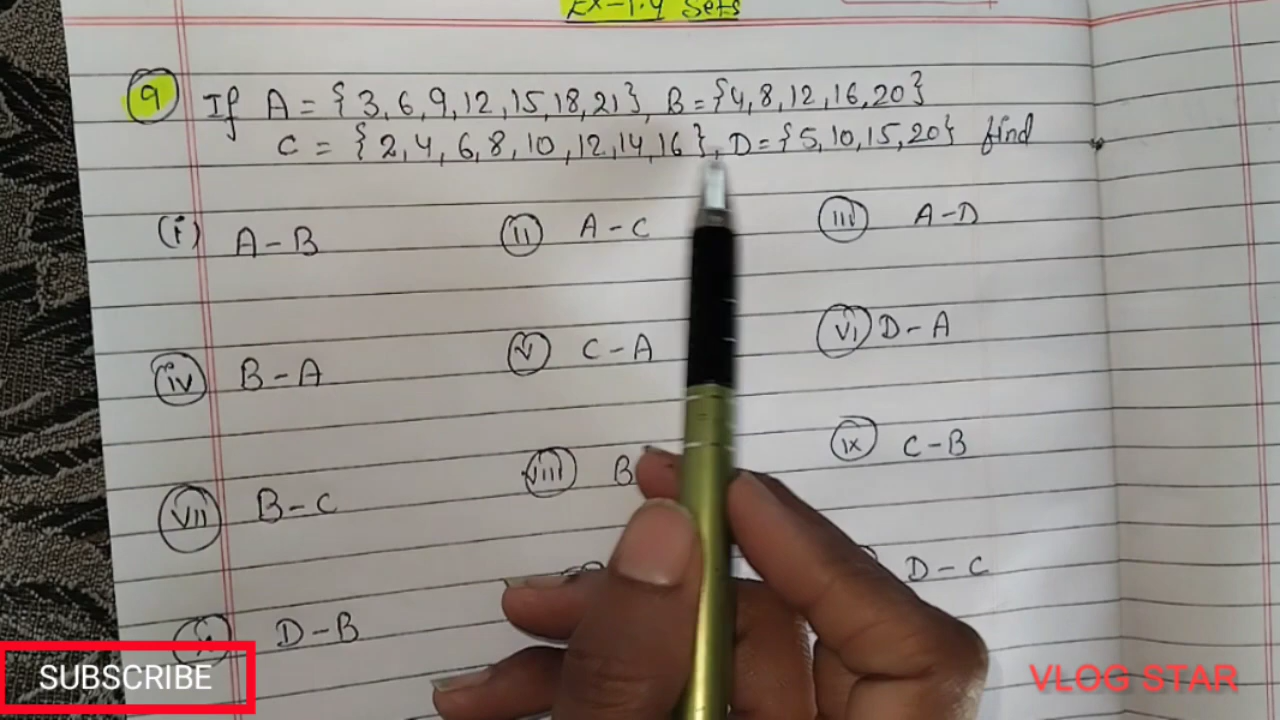 Ex-1.4 Sets
9 If A = { 3, 6, 9, 12, 15, 18, 21}, B = {4, 8, 12, 16, 20}
C = { 2, 4, 6, 8, 10, 12, 14, 16 }, D = { 5, 10, 15, 20} find
(i) A - B (ii) A - C (iii) A - D
(iv) B - A (v) C - A (vi) D - A
(vii) B - C (viii) B (ix) C - B
(x) D - B D - C
SUBSCRIBE
VLOG STAR